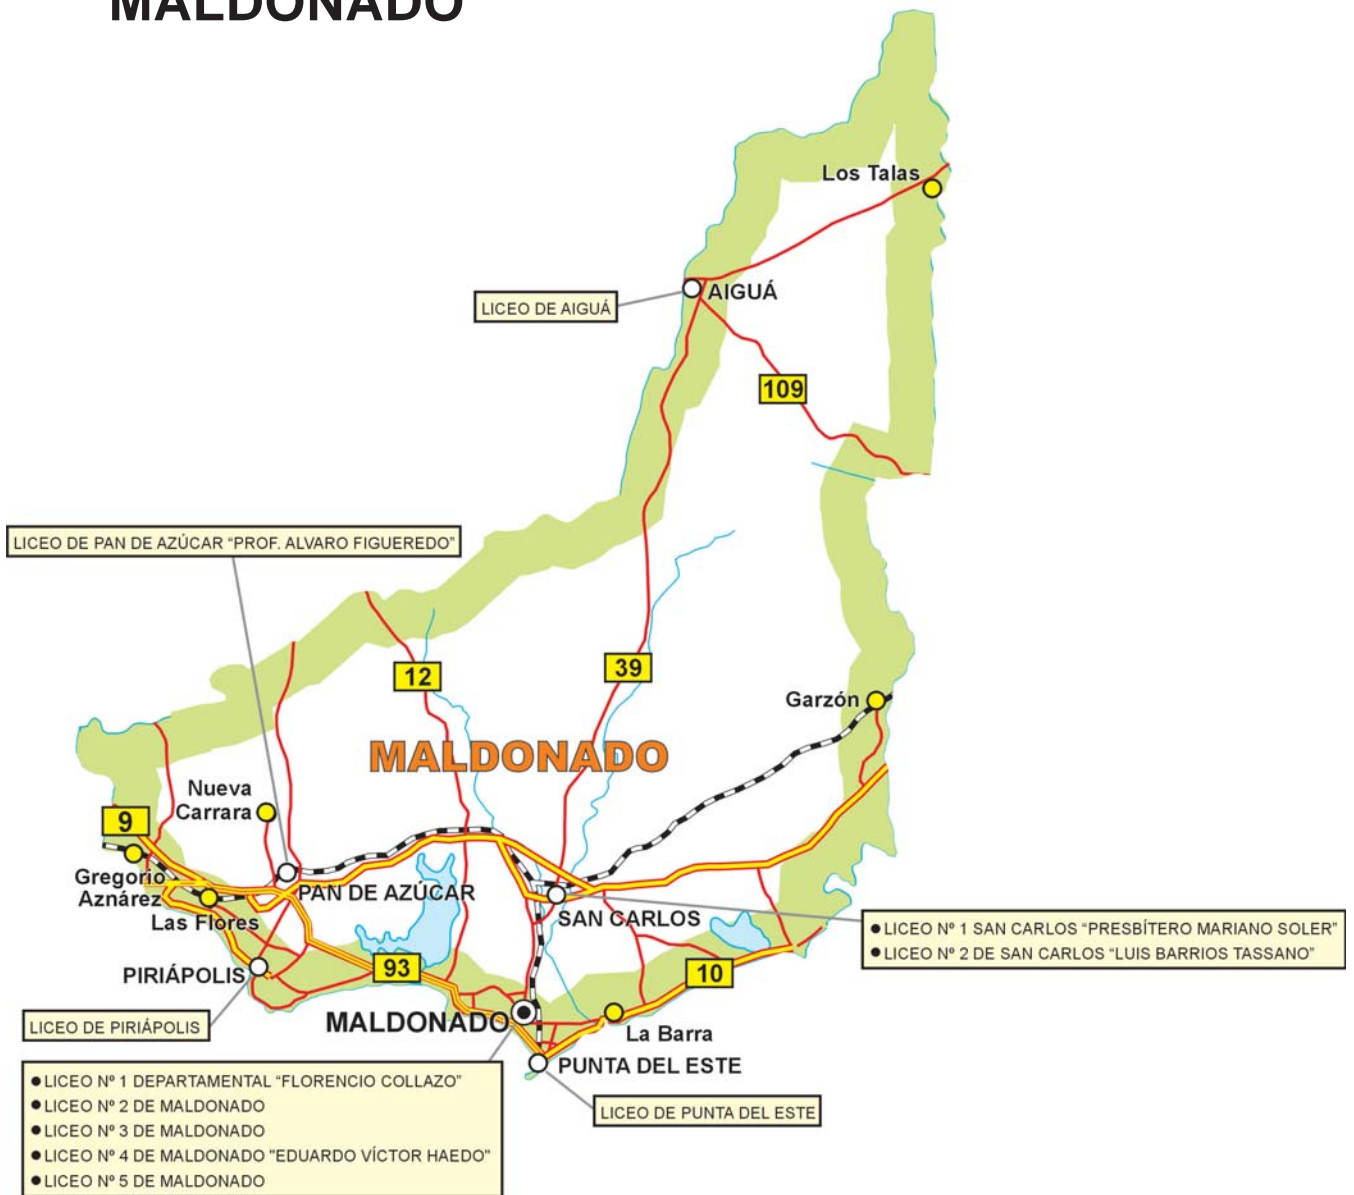 MALDONADO
Los Talas
AIGUÁ
LICEO DE AIGUÁ
109
LICEO DE PAN DE AZÚCAR “PROF. ALVARO FIGUEREDO”
12
39
Garzón
MALDONADO
Nueva
Carrara
9
Gregorio
Aznárez
PAN DE AZÚCAR
Las Flores
SAN CARLOS
● LICEO Nº 1 SAN CARLOS “PRESBÍTERO MARIANO SOLER”
● LICEO Nº 2 DE SAN CARLOS “LUIS BARRIOS TASSANO”
PIRIÁPOLIS
93
10
LICEO DE PIRIÁPOLIS
MALDONADO
La Barra
PUNTA DEL ESTE
● LICEO Nº 1 DEPARTAMENTAL “FLORENCIO COLLAZO”
● LICEO Nº 2 DE MALDONADO
● LICEO Nº 3 DE MALDONADO
● LICEO Nº 4 DE MALDONADO "EDUARDO VÍCTOR HAEDO"
● LICEO Nº 5 DE MALDONADO
LICEO DE PUNTA DEL ESTE